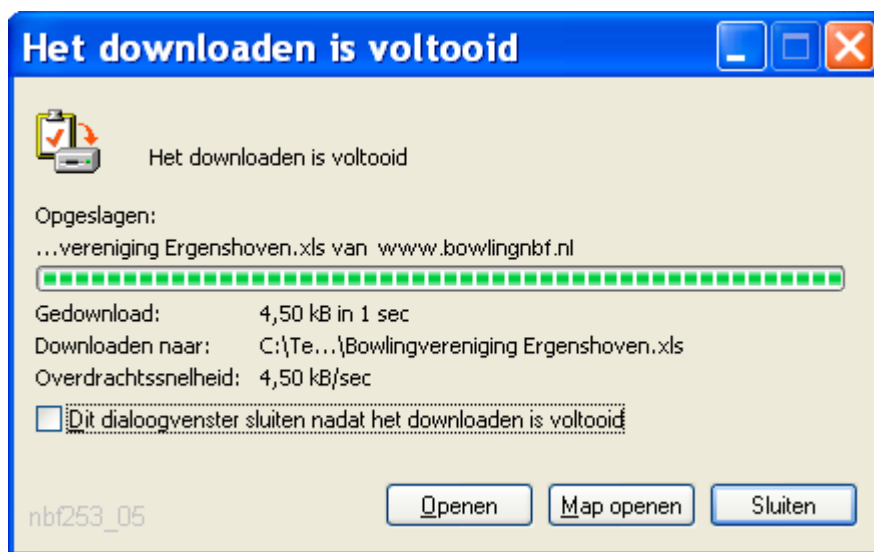 Het downloaden is voltooid
Het downloaden is voltooid
Opgeslagen:
...vereniging Ergenshoven.xls van www.bowlingnbf.nl
Gedownload: 4,50 kB in 1 sec
Downloaden naar: C:\Te...\Bowlingvereniging Ergenshoven.xls
Overdrachtssnelheid: 4,50 kB/sec
Dit dialoogvenster sluiten nadat het downloaden is voltooid
nbf253_05
Openen
Map openen
Sluiten